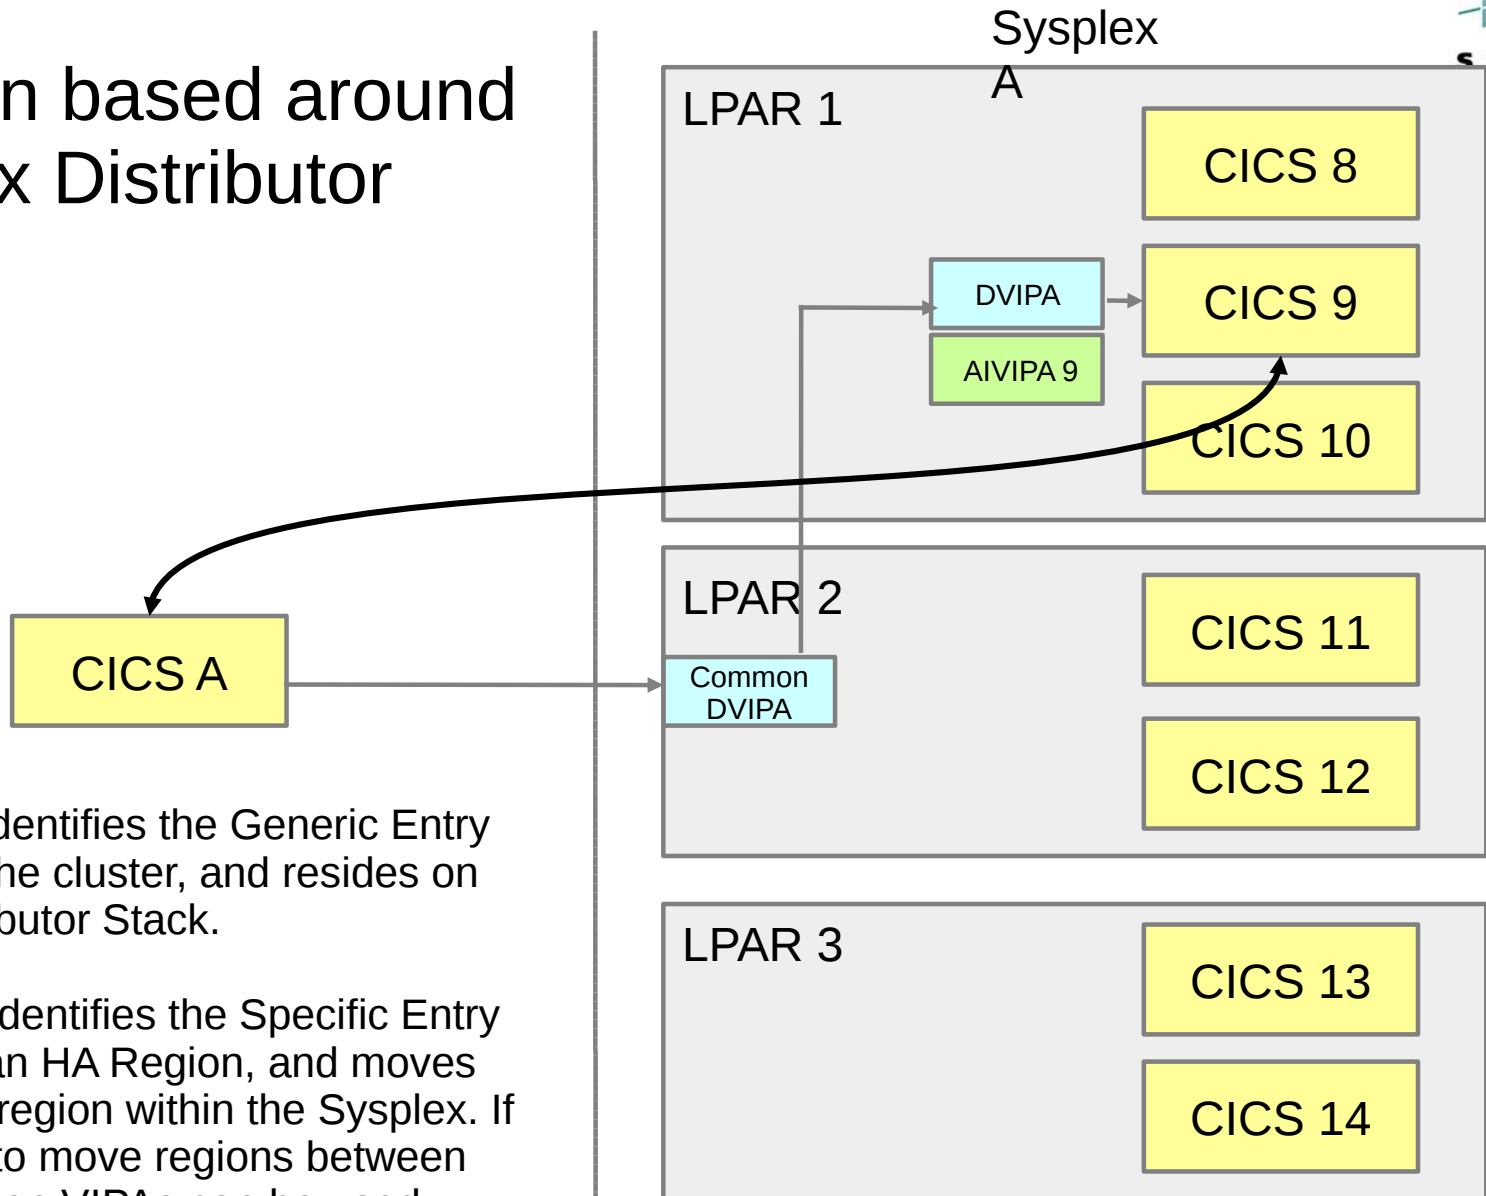 Sysplex
A
n based around
x Distributor
LPAR 1
CICS 8
DVIPA
CICS 9
AIVIPA 9
CICS 10
LPAR 2
CICS 11
CICS A
Common
DVIPA
CICS 12
dentifies the Generic Entry
he cluster, and resides on
butor Stack.
LPAR 3
CICS 13
dentifies the Specific Entry
an HA Region, and moves
region within the Sysplex. If
to move regions between
CICS 14